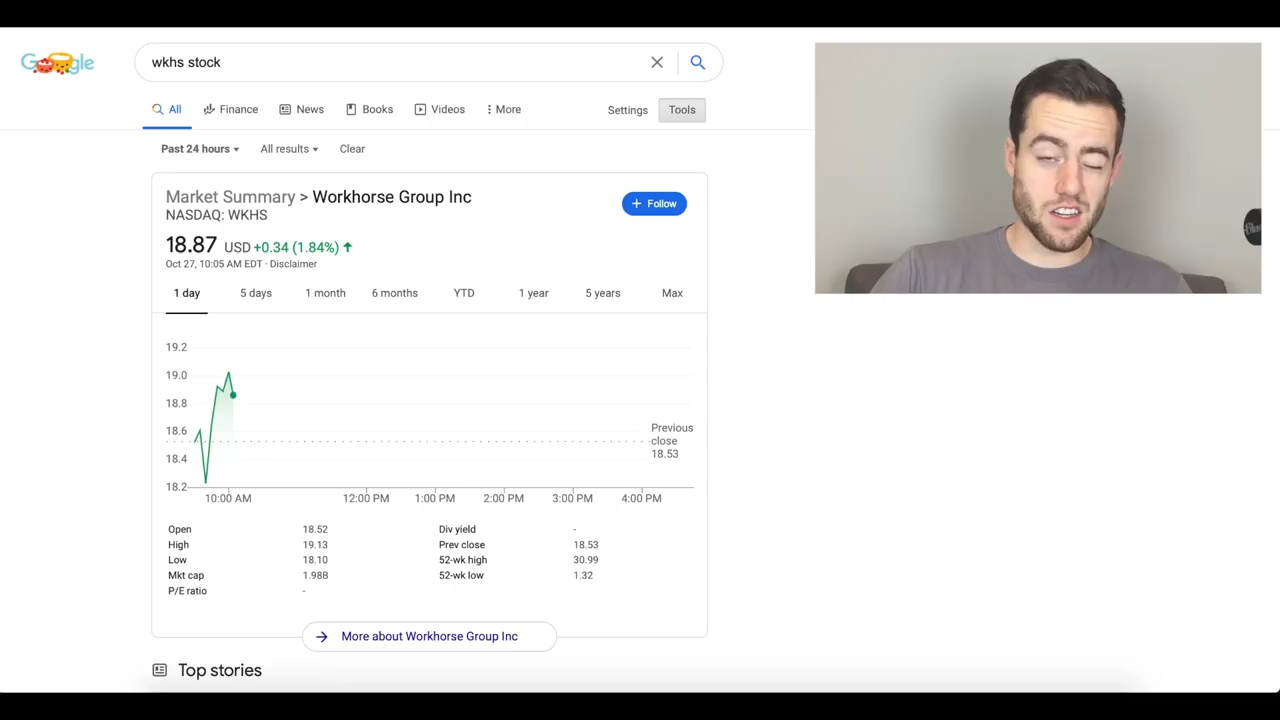 Google
wkhs stock
All
Finance
News
Books
Videos
More
Settings
Tools
Past 24 hours
All results
Clear
Market Summary > Workhorse Group Inc
NASDAQ: WKHS
+ Follow
18.87 USD +0.34 (1.84%)
Oct 27, 10:05 AM EDT · Disclaimer
1 day
5 days
1 month
6 months
YTD
1 year
5 years
Max
19.2
19.0
18.8
18.6
18.4
18.2
Previous
close
18.53
10:00 AM
12:00 PM
1:00 PM
2:00 PM
3:00 PM
4:00 PM
Open 18.52
High 19.13
Low 18.10
Mkt cap 1.98B
P/E ratio -
Div yield -
Prev close 18.53
52-wk high 30.99
52-wk low 1.32
More about Workhorse Group Inc
Top stories